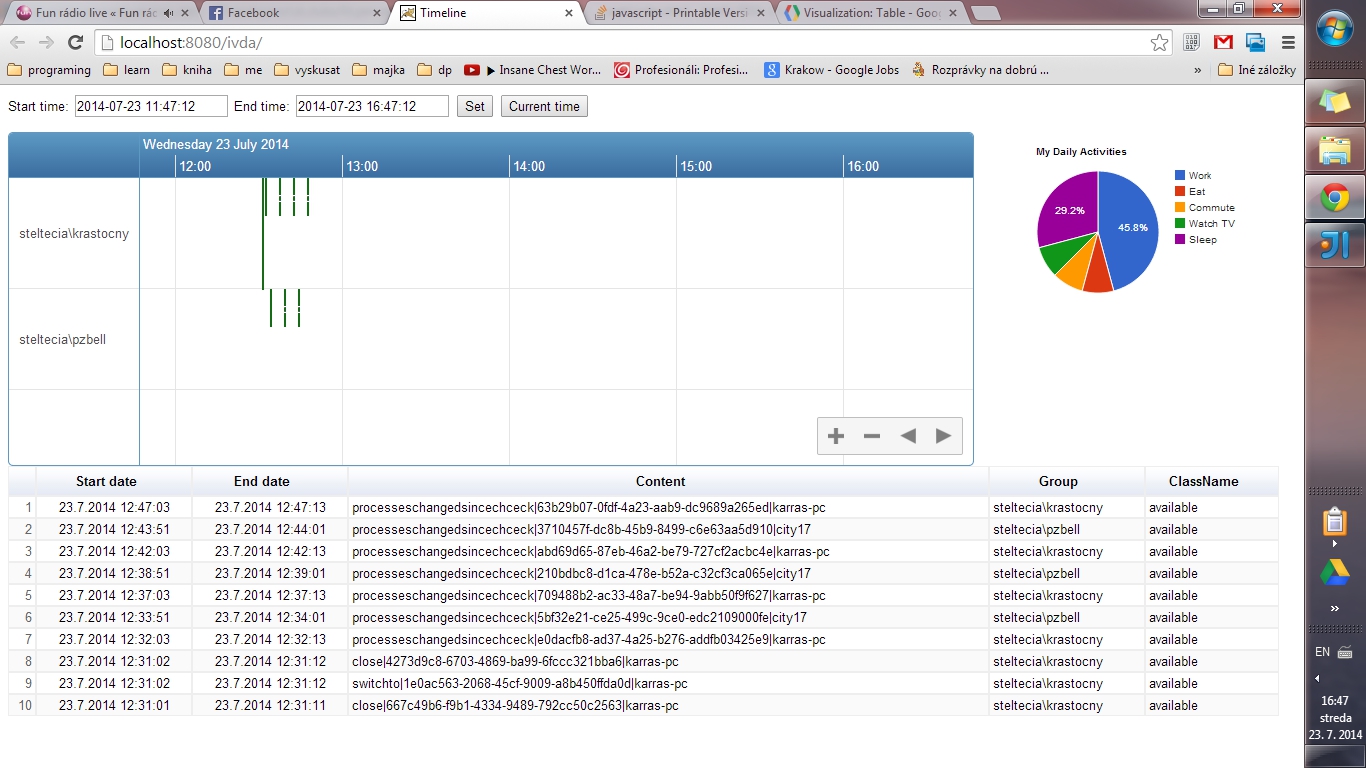 Fun rádio live « Fun rád
Facebook
Timeline
javascript - Printable Versi
Visualization: Table - Goog
localhost:8080/ivda/
programing
learn
kniha
me
vyskusat
majka
dp
▶ Insane Chest Wor...
Profesionáli: Profesi...
Krakow - Google Jobs
Rozprávky na dobrú ...
»
Iné záložky
Start time: 2014-07-23 11:47:12 End time: 2014-07-23 16:47:12 Set Current time
Wednesday 23 July 2014
12:00 13:00 14:00 15:00 16:00
steltecia\krastocny
steltecia\pzbell
My Daily Activities
29.2%
45.8%
Work
Eat
Commute
Watch TV
Sleep
Start date End date Content Group ClassName
1 23.7.2014 12:47:03 23.7.2014 12:47:13 processeschangedsincechceck|63b29b07-0fdf-4a23-aab9-dc9689a265ed|karras-pc steltecia\krastocny available
2 23.7.2014 12:43:51 23.7.2014 12:44:01 processeschangedsincechceck|3710457f-dc8b-45b9-8499-c6e63aa5d910|city17 steltecia\pzbell available
3 23.7.2014 12:42:03 23.7.2014 12:42:13 processeschangedsincechceck|abd69d65-87eb-46a2-be79-727cf2acbc4e|karras-pc steltecia\krastocny available
4 23.7.2014 12:38:51 23.7.2014 12:39:01 processeschangedsincechceck|210bdbc8-d1ca-478e-b52a-c32cf3ca065e|city17 steltecia\pzbell available
5 23.7.2014 12:37:03 23.7.2014 12:37:13 processeschangedsincechceck|709488b2-ac33-48a7-be94-9abb50f9f627|karras-pc steltecia\krastocny available
6 23.7.2014 12:33:51 23.7.2014 12:34:01 processeschangedsincechceck|5bf32e21-ce25-499c-9ce0-edc2109000fe|city17 steltecia\pzbell available
7 23.7.2014 12:32:03 23.7.2014 12:32:13 processeschangedsincechceck|e0dacfb8-ad37-4a25-b276-addfb03425e9|karras-pc steltecia\krastocny available
8 23.7.2014 12:31:02 23.7.2014 12:31:12 close|4273d9c8-6703-4869-ba99-6fccc321bba6|karras-pc steltecia\krastocny available
9 23.7.2014 12:31:02 23.7.2014 12:31:12 switchto|1e0ac563-2068-45cf-9009-a8b450ffda0d|karras-pc steltecia\krastocny available
10 23.7.2014 12:31:01 23.7.2014 12:31:11 close|667c49b6-f9b1-4334-9489-792cc50c2563|karras-pc steltecia\krastocny available
»
EN
16:47
streda
23. 7. 2014